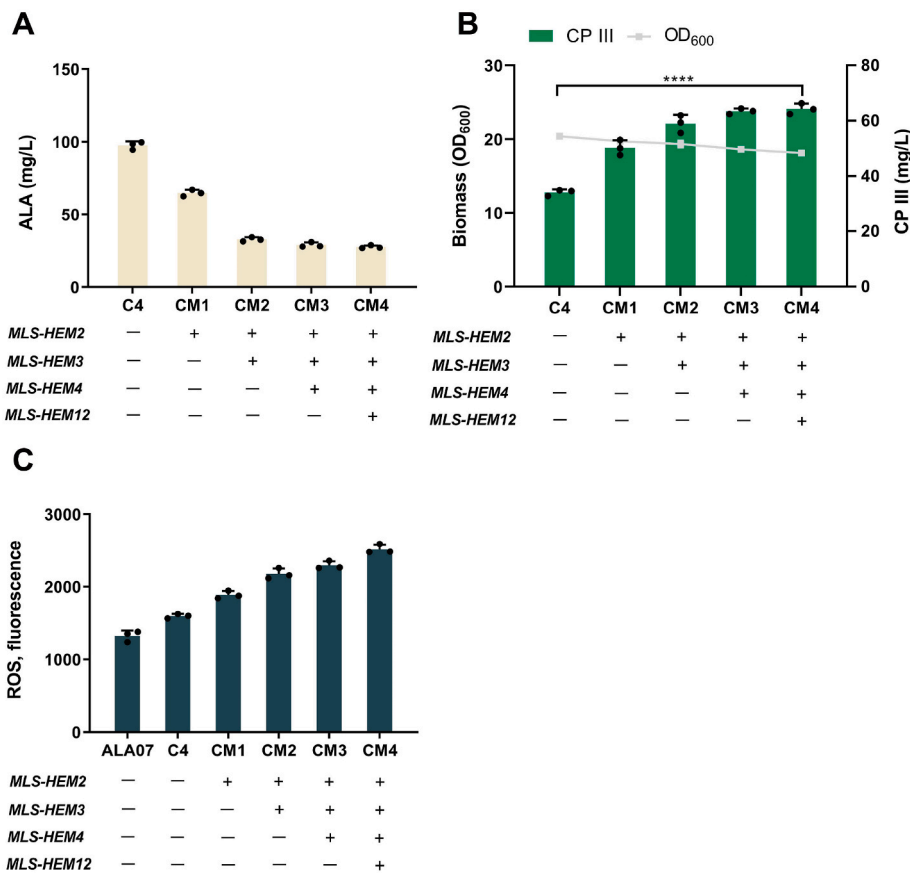 A
150
100
50
0
ALA (mg/L)
C4 CM1 CM2 CM3 CM4
MLS-HEM2 — + + + +
MLS-HEM3 — — + + +
MLS-HEM4 — — — + +
MLS-HEM12 — — — — +
B
CP III OD600
30
20
10
0
Biomass (OD600)
****
80
60
40
20
0
CP III (mg/L)
C4 CM1 CM2 CM3 CM4
MLS-HEM2 — + + + +
MLS-HEM3 — — + + +
MLS-HEM4 — — — + +
MLS-HEM12 — — — — +
C
3000
2000
1000
0
ROS, fluorescence
ALA07 C4 CM1 CM2 CM3 CM4
MLS-HEM2 — — + + + +
MLS-HEM3 — — — + + +
MLS-HEM4 — — — — + +
MLS-HEM12 — — — — — +